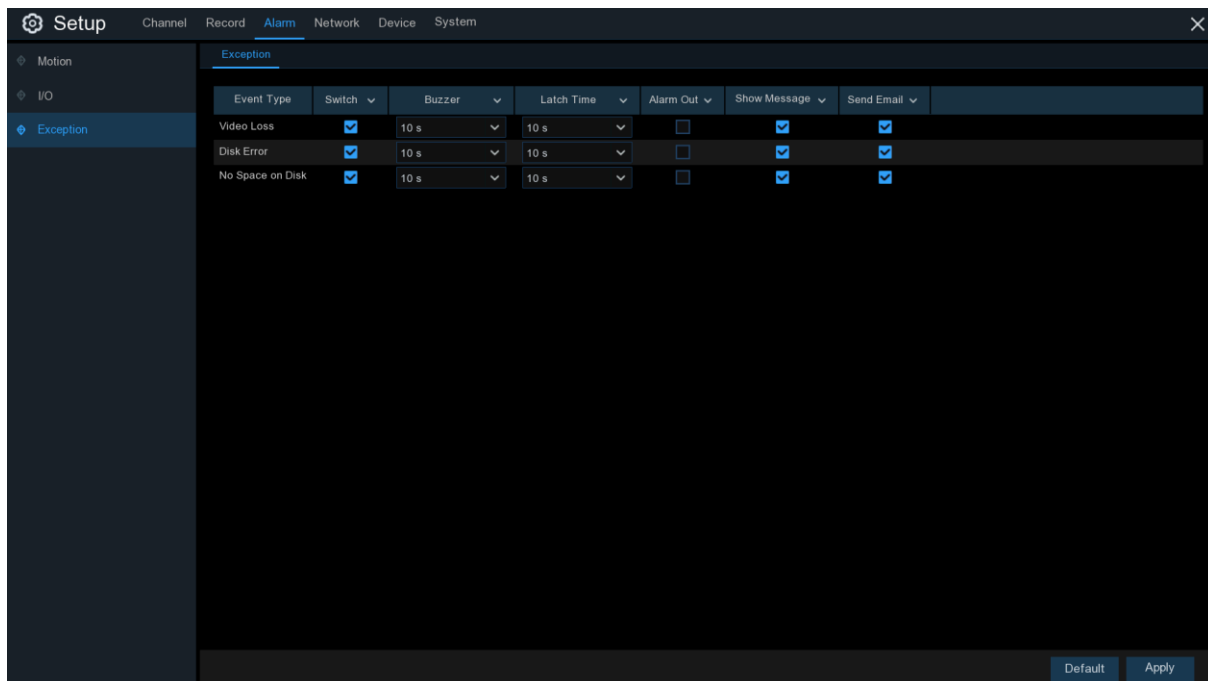 Setup Channel Record Alarm Network Device System
Motion
I/O
Exception
Exception
Event Type Switch Buzzer Latch Time Alarm Out Show Message Send Email
Video Loss 10 s 10 s
Disk Error 10 s 10 s
No Space on Disk 10 s 10 s
Default Apply